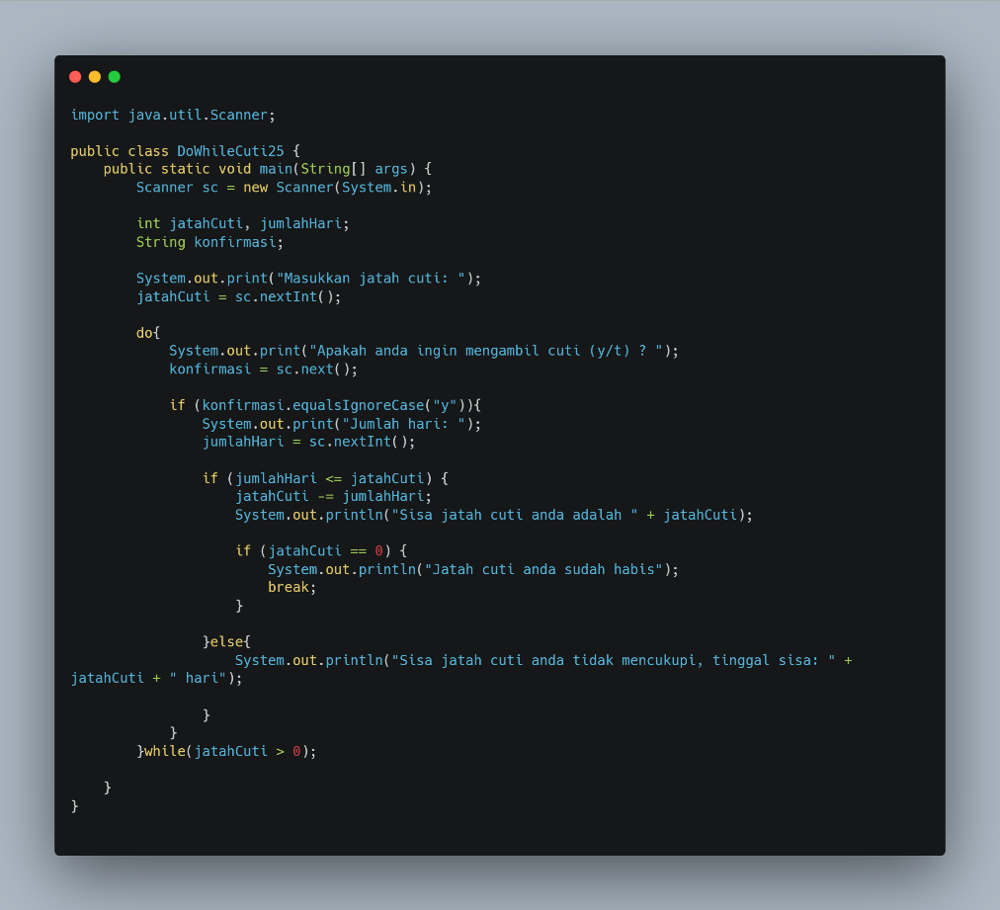 import java.util.Scanner;

public class DoWhileCuti25 {
    public static void main(String[] args) {
        Scanner sc = new Scanner(System.in);

        int jatahCuti, jumlahHari;
        String konfirmasi;

        System.out.print("Masukkan jatah cuti: ");
        jatahCuti = sc.nextInt();

        do{
            System.out.print("Apakah anda ingin mengambil cuti (y/t) ? ");
            konfirmasi = sc.next();

            if (konfirmasi.equalsIgnoreCase("y")){
                System.out.print("Jumlah hari: ");
                jumlahHari = sc.nextInt();

                if (jumlahHari <= jatahCuti) {
                    jatahCuti -= jumlahHari;
                    System.out.println("Sisa jatah cuti anda adalah " + jatahCuti);

                    if (jatahCuti == 0) {
                        System.out.println("Jatah cuti anda sudah habis");
                        break;
                    }

                }else{
                    System.out.println("Sisa jatah cuti anda tidak mencukupi, tinggal sisa: " +
jatahCuti + " hari");

                }
            }
        }while(jatahCuti > 0);

    }
}